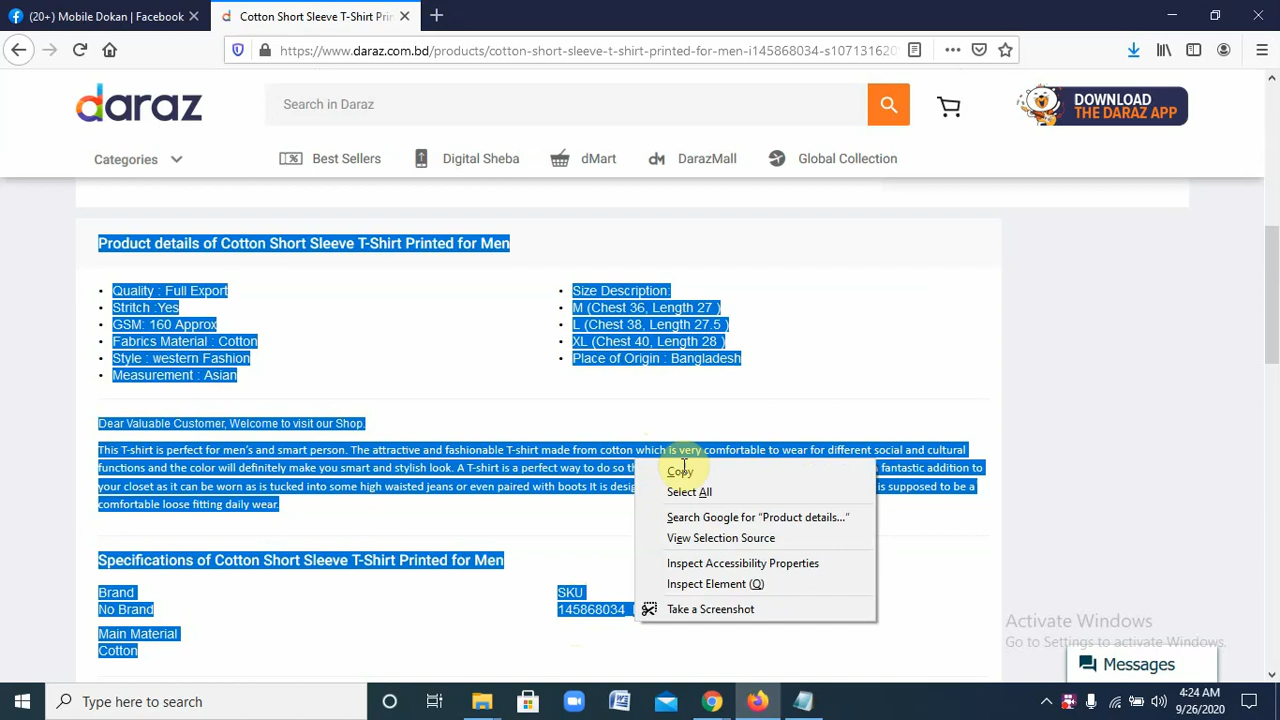 (20+) Mobile Dokan | Facebook
Cotton Short Sleeve T-Shirt Prin
https://www.daraz.com.bd/products/cotton-short-sleeve-t-shirt-printed-for-men-i145868034-s107131620
daraz
Search in Daraz
DOWNLOAD
THE DARAZ APP
Categories
Best Sellers
Digital Sheba
dMart
DarazMall
Global Collection
Product details of Cotton Short Sleeve T-Shirt Printed for Men
• Quality : Full Export
Stritch :Yes
• GSM: 160 Approx
• Fabrics Material : Cotton
• Style : western Fashion
• Measurement : Asian
• Size Description:
• M (Chest 36, Length 27 )
• L (Chest 38, Length 27.5 )
• XL (Chest 40, Length 28 )
• Place of Origin : Bangladesh
Dear Valuable Customer, Welcome to visit our Shop.
This T-shirt is perfect for men's and smart person. The attractive and fashionable T-shirt made from cotton which is very comfortable to wear for different social and cultural
functions and the color will definitely make you smart and stylish look. A T-shirt is a perfect way to do so fantastic addition to
your closet as it can be worn as is tucked into some high waisted jeans or even paired with boots It is is supposed to be a
comfortable loose fitting daily wear.
Copy
Select All
Search Google for “Product details...”
View Selection Source
Inspect Accessibility Properties
Inspect Element (Q)
Take a Screenshot
Specifications of Cotton Short Sleeve T-Shirt Printed for Men
Brand
No Brand
SKU
145868034
Main Material
Cotton
Activate Windows
Go to Settings to activate Windows.
Messages
Type here to search
4:24 AM
9/26/2020